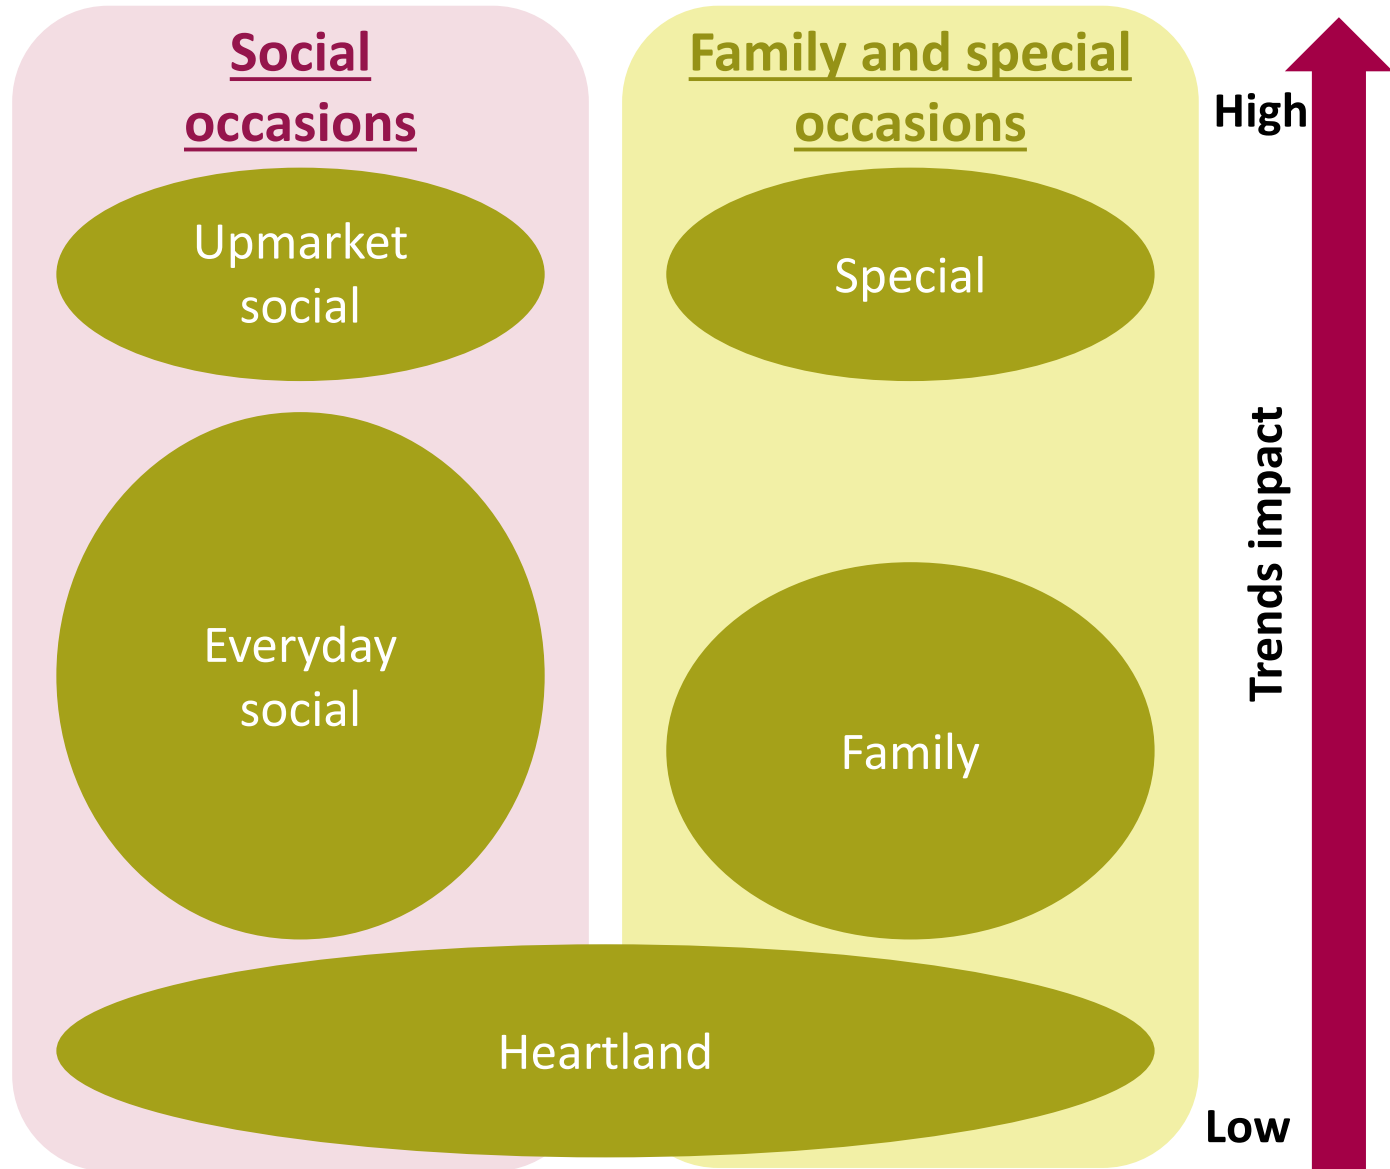 Social
occasions
Family and special
occasions
High
Upmarket
social
Special
Trends impact
Everyday
social
Family
Heartland
Low